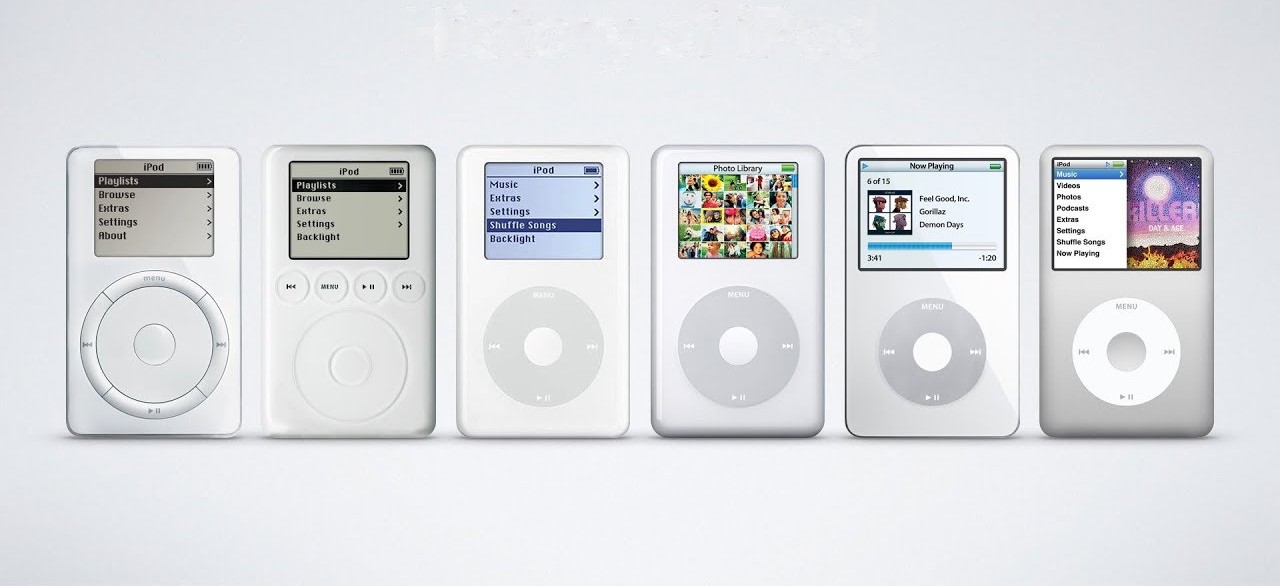 iPod
Playlists
Browse
Extras
Settings
About
menu
iPod
Playlists
Browse
Extras
Settings
Backlight
MENU
iPod
Music
Extras
Settings
Shuffle Songs
Backlight
MENU
Photo Library
MENU
Now Playing
6 of 15
Feel Good, Inc.
Gorillaz
Demon Days
3:41 -1:20
MENU
iPod
Music
Videos
Photos
Podcasts
Extras
Settings
Shuffle Songs
Now Playing
KILLER
DAY & AGE
MENU